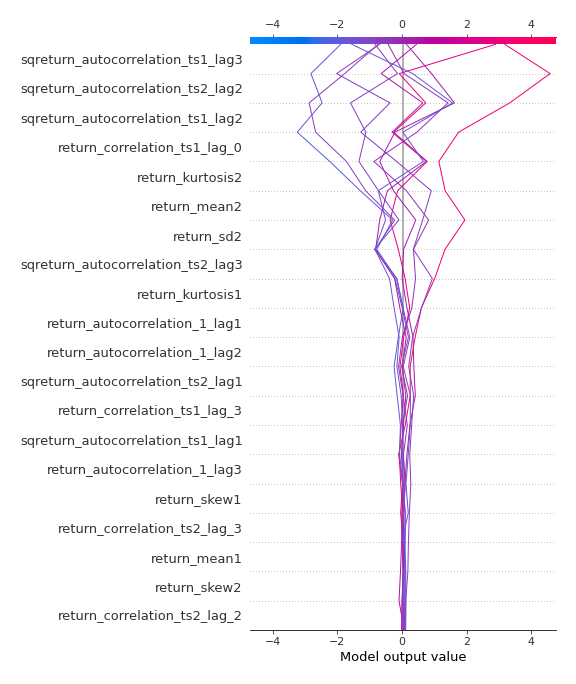 −4 −2 0 2 4
sqreturn_autocorrelation_ts1_lag3
sqreturn_autocorrelation_ts2_lag2
sqreturn_autocorrelation_ts1_lag2
return_correlation_ts1_lag_0
return_kurtosis2
return_mean2
return_sd2
sqreturn_autocorrelation_ts2_lag3
return_kurtosis1
return_autocorrelation_1_lag1
return_autocorrelation_1_lag2
sqreturn_autocorrelation_ts2_lag1
return_correlation_ts1_lag_3
sqreturn_autocorrelation_ts1_lag1
return_autocorrelation_1_lag3
return_skew1
return_correlation_ts2_lag_3
return_mean1
return_skew2
return_correlation_ts2_lag_2
−4 −2 0 2 4
Model output value